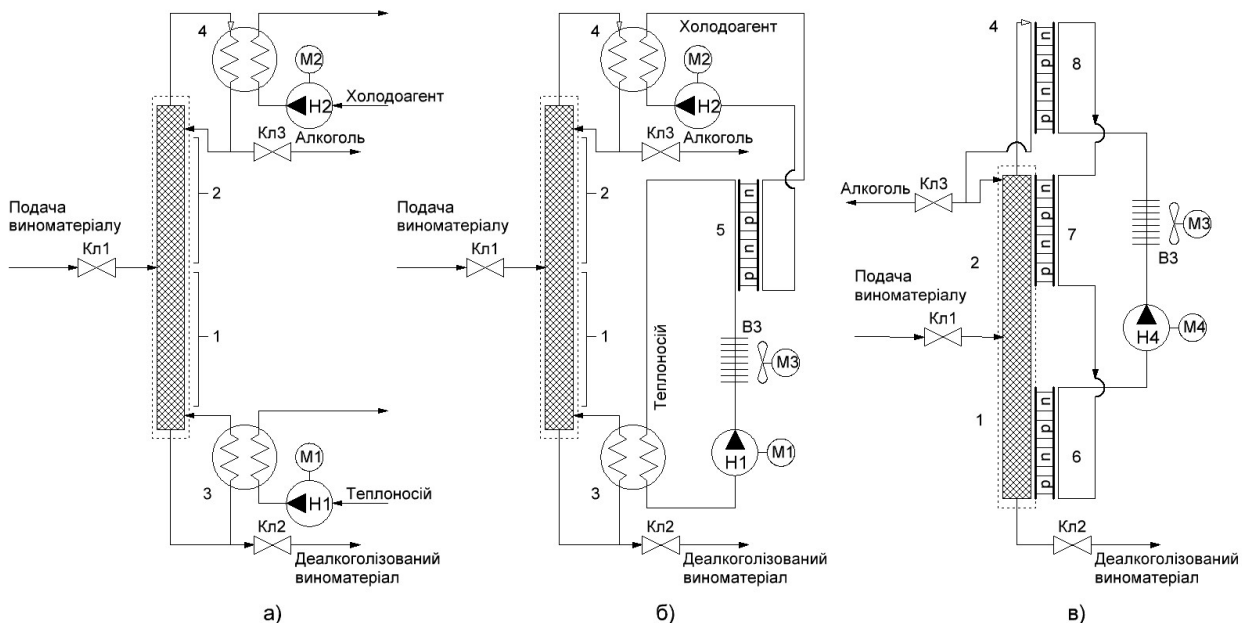 4
М2
Н2
Холодоагент
Кл3
Алкоголь
2
Подача
виноматеріалу
Кл1
1
М1
3
Н1
Теплоносій
Кл2
Деалкоголізований
виноматеріал
а)
4
Холодоагент
М2
Н2
Кл3
Алкоголь
2
Подача
виноматеріалу
Кл1
n
p
n
p
5
1
Теплоносій
В3
М3
3
Н1
М1
Кл2
Деалкоголізований
виноматеріал
б)
4
n
p
n
p
8
Алкоголь
Кл3
n
p
n
p
7
М3
В3
2
Подача
виноматеріалу
Кл1
Н4
М4
1
p
n
p
n
6
Кл2
Деалкоголізований
виноматеріал
в)